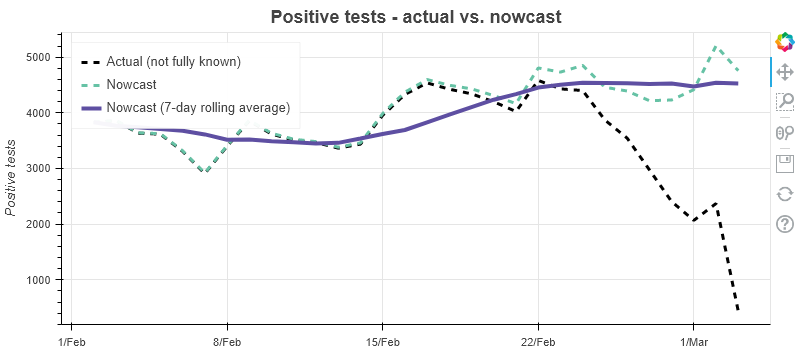 Positive tests - actual vs. nowcast
Actual (not fully known)
Nowcast
Nowcast (7-day rolling average)
Positive tests
5000
4000
3000
2000
1000
1/Feb
8/Feb
15/Feb
22/Feb
1/Mar